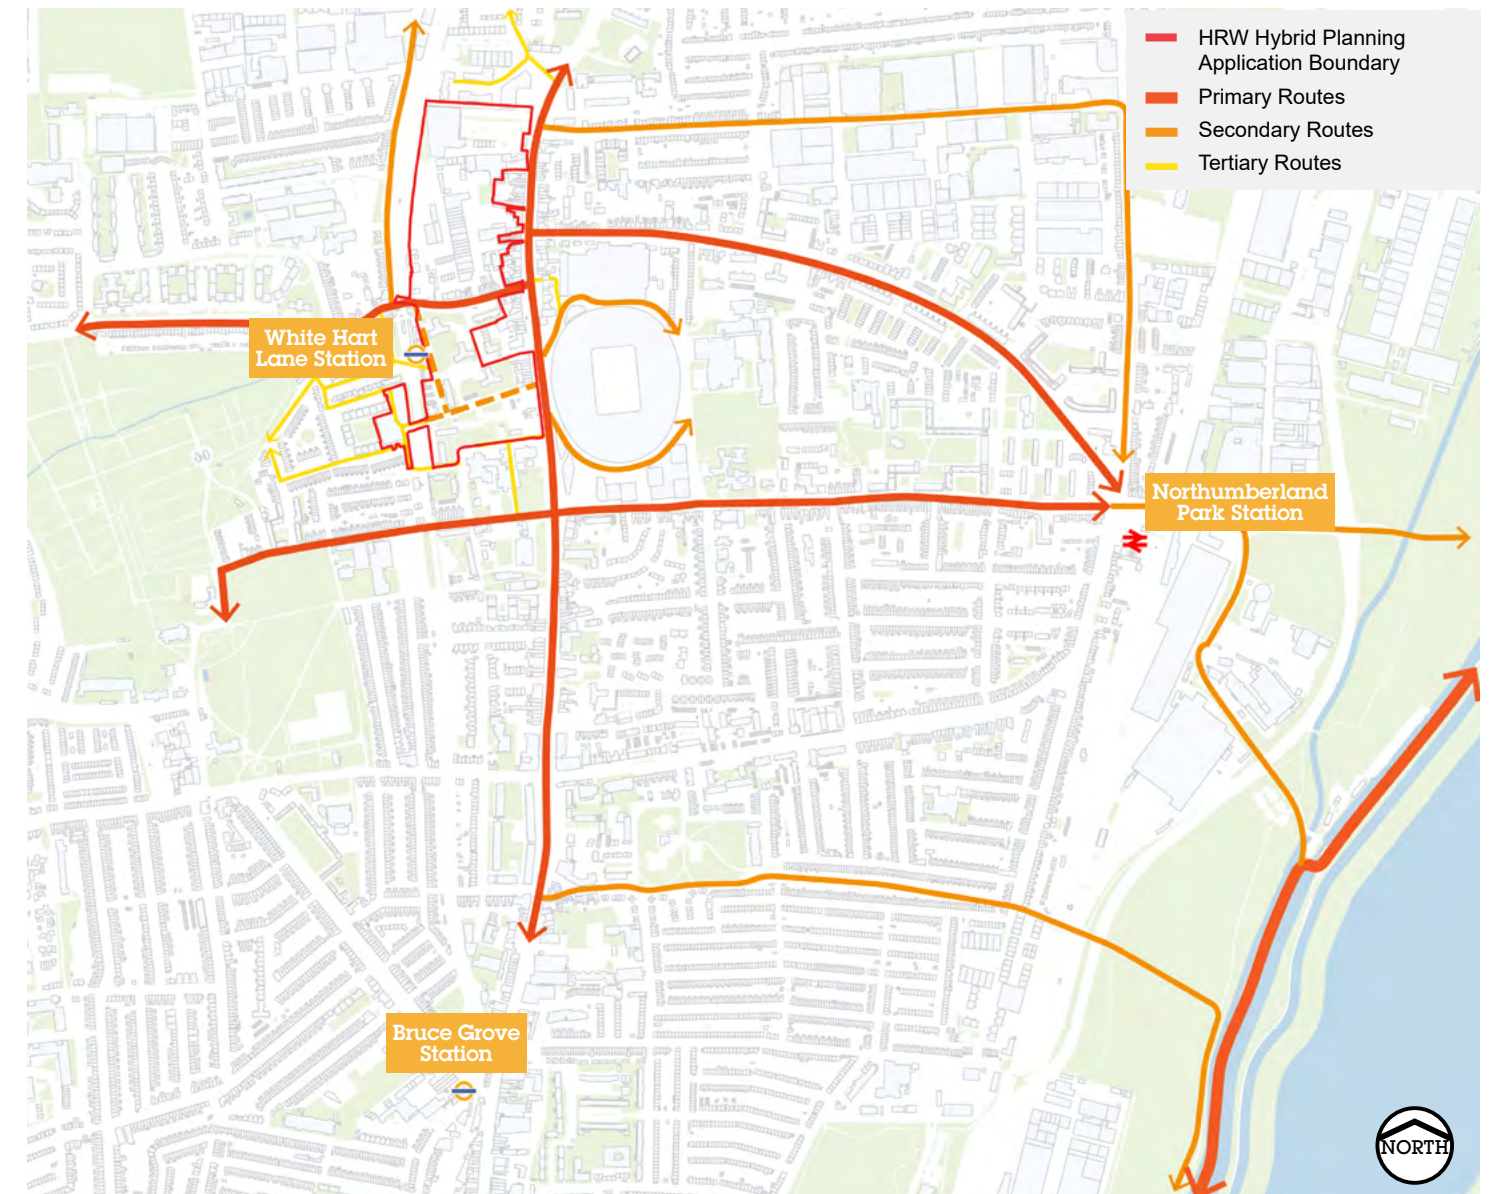 HRW Hybrid Planning
Application Boundary
Primary Routes
Secondary Routes
Tertiary Routes
White Hart
Lane Station
Northumberland
Park Station
Bruce Grove
Station
NORTH